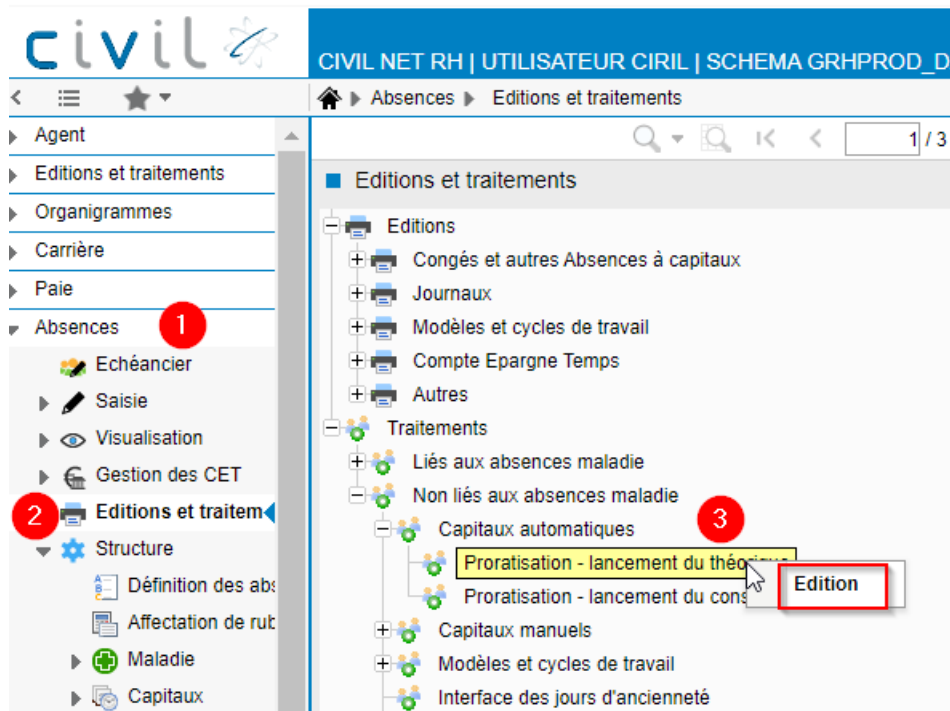 civil
CIVIL NET RH | UTILISATEUR CIRIL | SCHEMA GRHPROD_D
Absences Editions et traitements
1 / 3
Agent
Editions et traitements
Organigrammes
Carrière
Paie
Absences 1
Echéancier
Saisie
Visualisation
Gestion des CET
2 Editions et traitem
Structure
Définition des abs
Affectation de rub
Maladie
Capitaux
Editions et traitements
Editions
Congés et autres Absences à capitaux
Journaux
Modèles et cycles de travail
Compte Epargne Temps
Autres
Traitements
Liés aux absences maladie
Non liés aux absences maladie
Capitaux automatiques 3
Proratisation - lancement du théorique
Edition
Proratisation - lancement du cons
Capitaux manuels
Modèles et cycles de travail
Interface des jours d'ancienneté